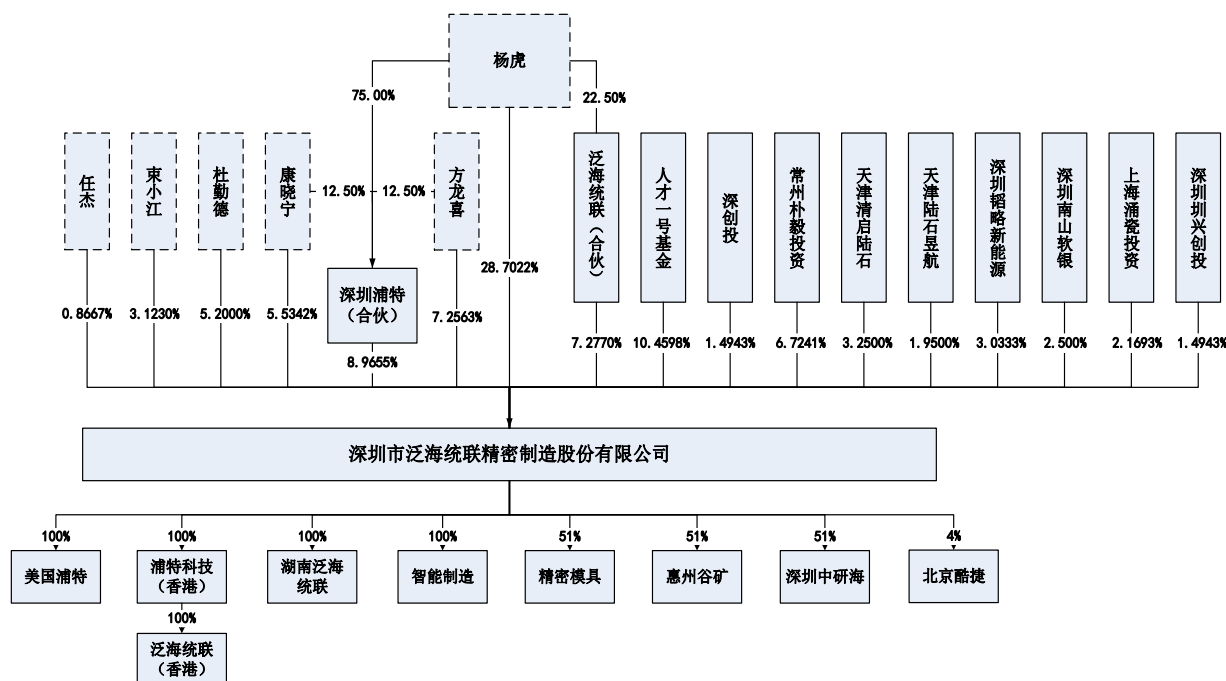 杨虎
75.00%
22.50%
任杰
束小江
杜勤德
康晓宁
12.50%
12.50%
方龙喜
28.7022%
泛海统联（合伙）
人才一号基金
深创投
常州朴毅投资
天津清启陆石
天津陆石昱航
深圳韬略新能源
深圳南山软银
上海涌瓷投资
深圳圳兴创投
深圳浦特
（合伙）
0.8667%
3.1230%
5.2000%
5.5342%
8.9655%
7.2563%
7.2770%
10.4598%
1.4943%
6.7241%
3.2500%
1.9500%
3.0333%
2.500%
2.1693%
1.4943%
深圳市泛海统联精密制造股份有限公司
100%
100%
100%
100%
51%
51%
51%
4%
美国浦特
浦特科技
（香港）
湖南泛海
统联
智能制造
精密模具
惠州谷矿
深圳中研海
北京酷捷
100%
泛海统联
（香港）